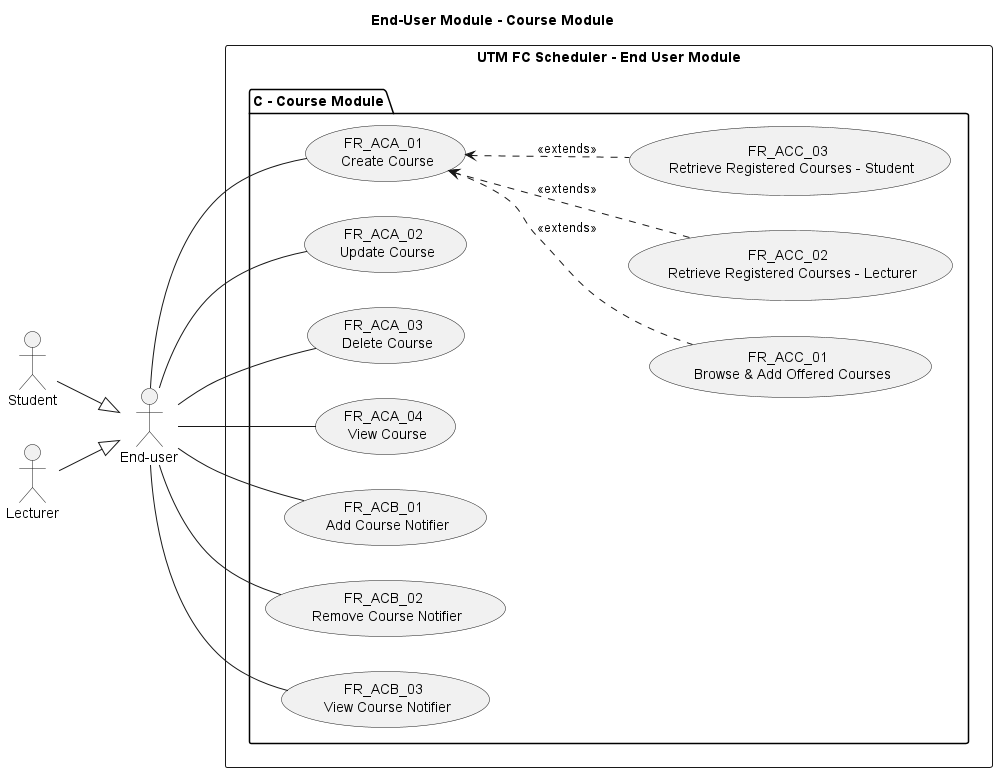 End-User Module - Course Module
UTM FC Scheduler - End User Module
C - Course Module
FR_ACA_01
Create Course
«extends»
FR_ACC_03
Retrieve Registered Courses - Student
«extends»
FR_ACA_02
Update Course
«extends»
FR_ACC_02
Retrieve Registered Courses - Lecturer
FR_ACA_03
Delete Course
FR_ACC_01
Browse & Add Offered Courses
Student
FR_ACA_04
View Course
End-user
Lecturer
FR_ACB_01
Add Course Notifier
FR_ACB_02
Remove Course Notifier
FR_ACB_03
View Course Notifier